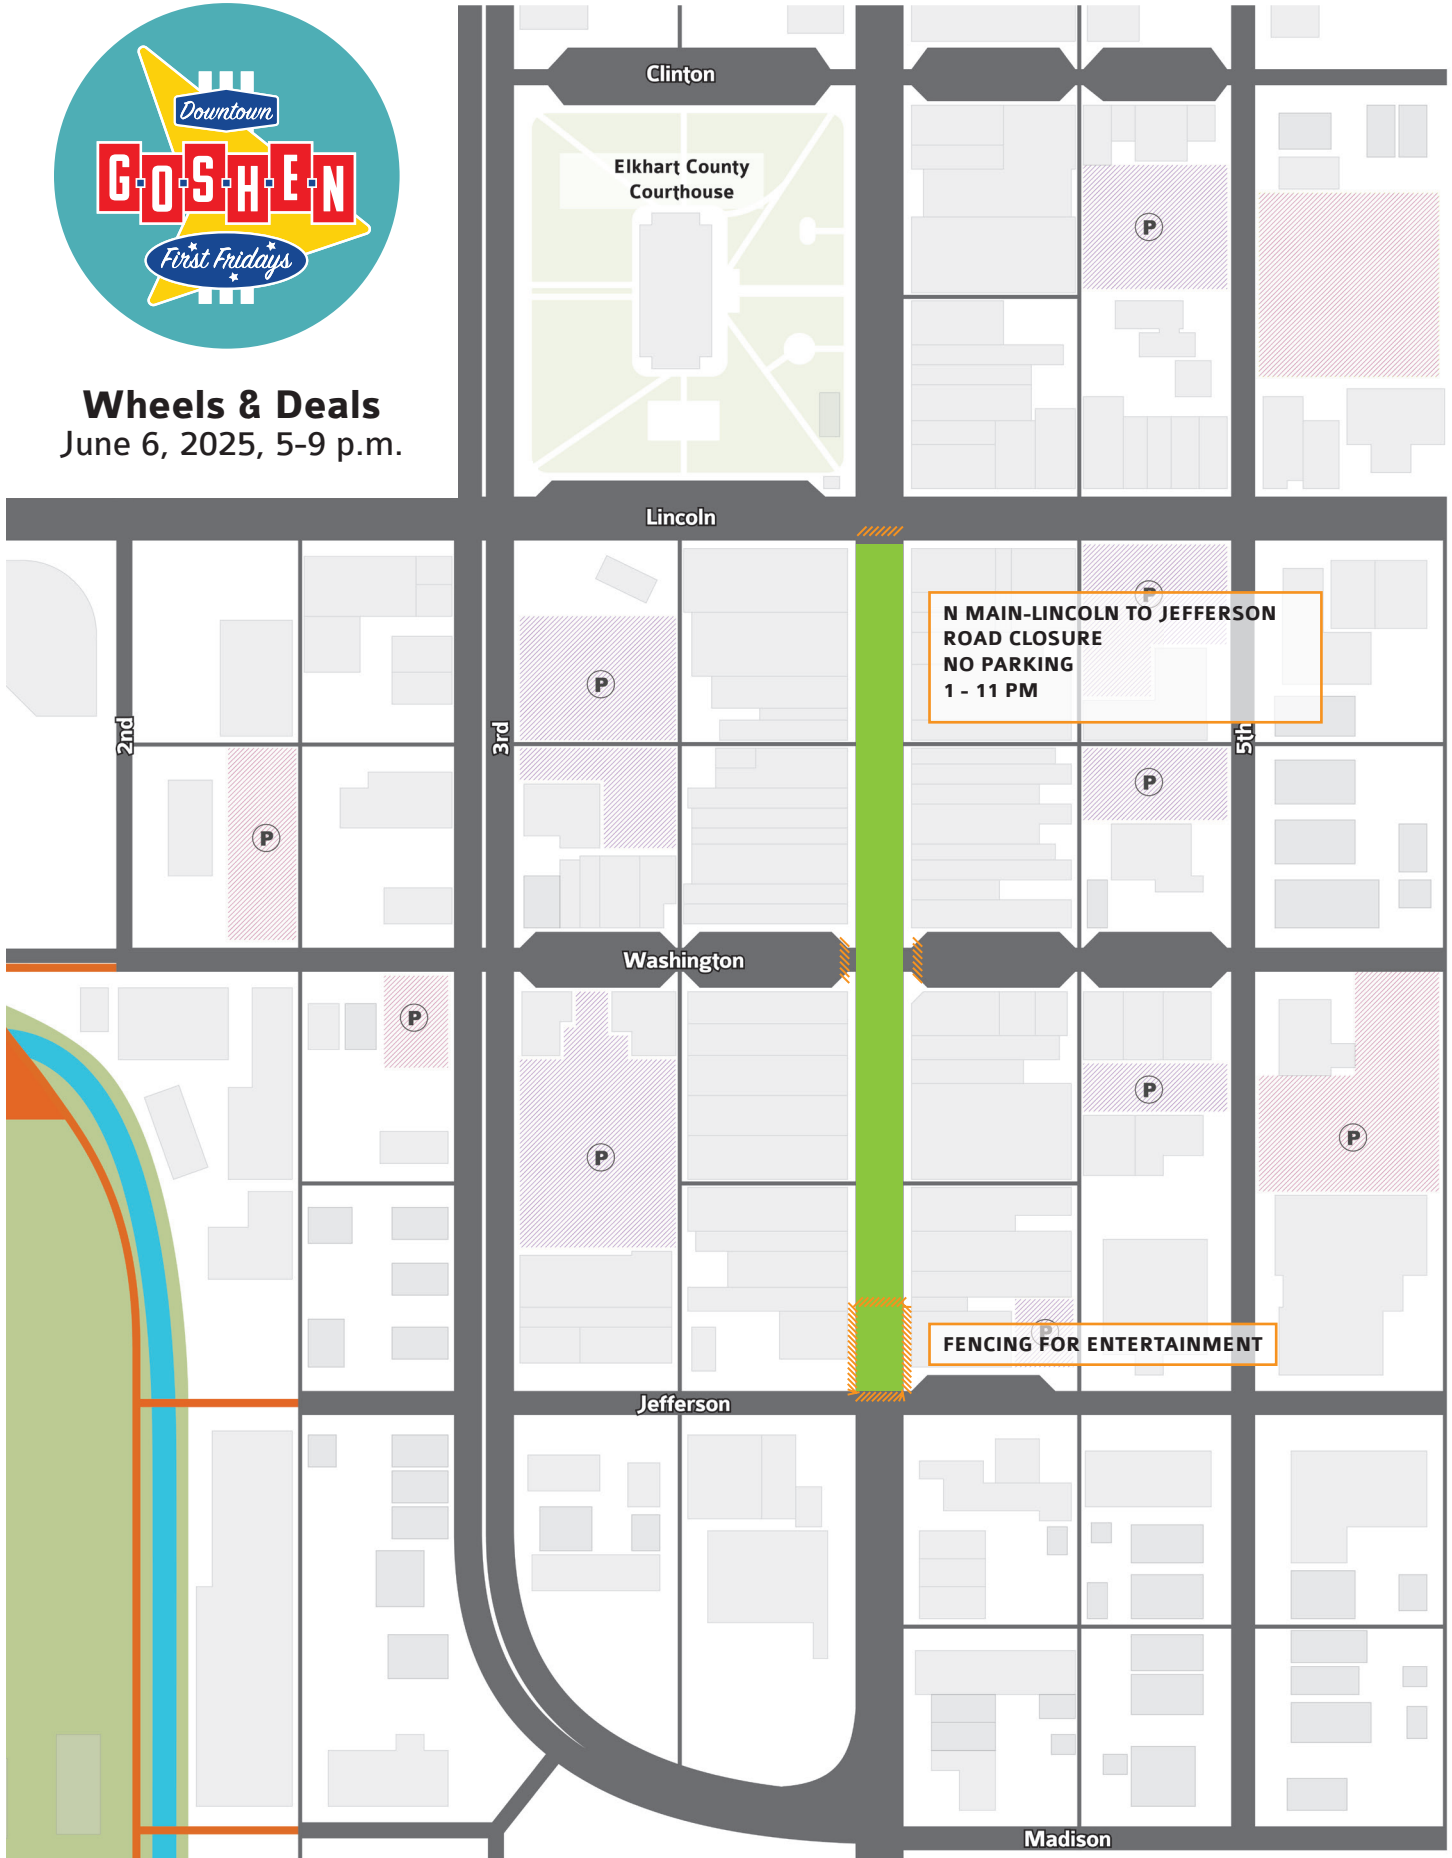 Downtown
G·O·S·H·E·N
First Fridays
Wheels & Deals
June 6, 2025, 5-9 p.m.
Clinton
Elkhart County
Courthouse
P
Lincoln
P
N MAIN-LINCOLN TO JEFFERSON
ROAD CLOSURE
NO PARKING
1 - 11 PM
P
2nd
3rd
5th
P
P
Washington
P
P
P
P
P
FENCING FOR ENTERTAINMENT
Jefferson
Madison